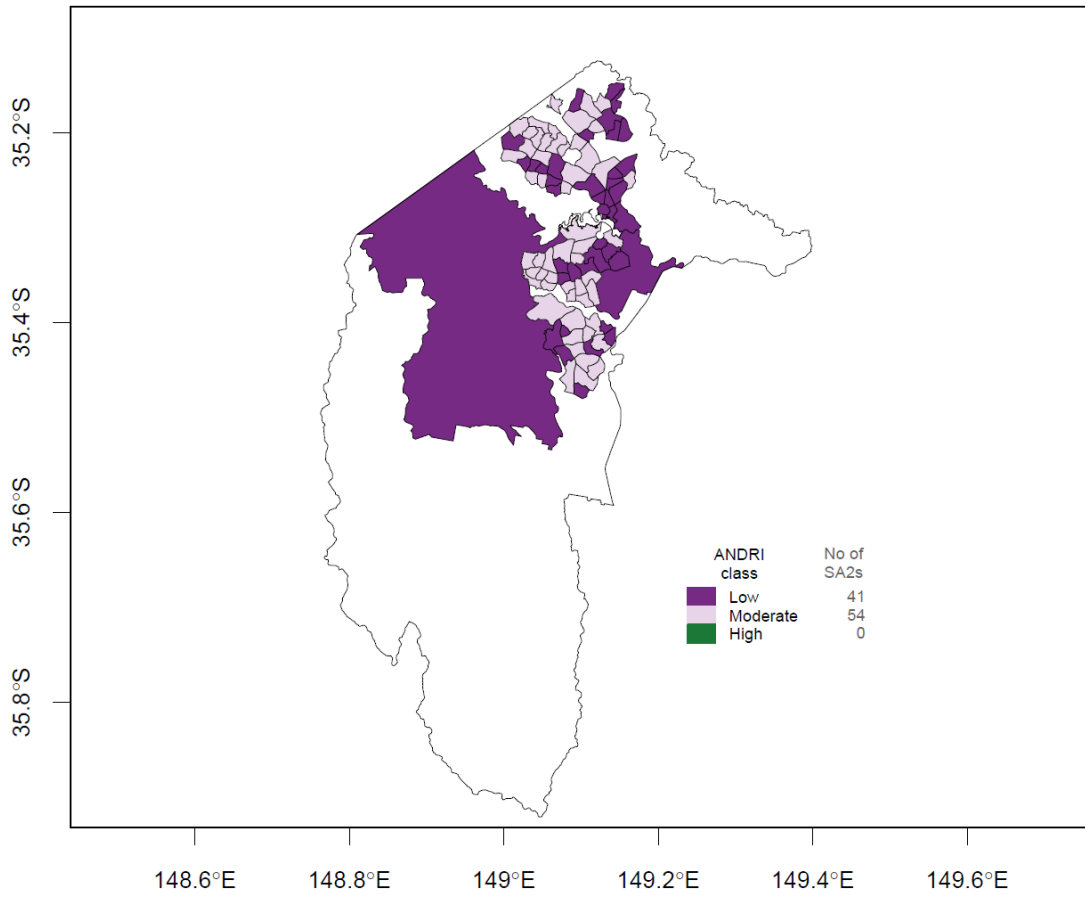 35.2°S
35.4°S
35.6°S
35.8°S
ANDRI class No of SA2s
Low 41
Moderate 54
High 0
148.6°E 148.8°E 149°E 149.2°E 149.4°E 149.6°E